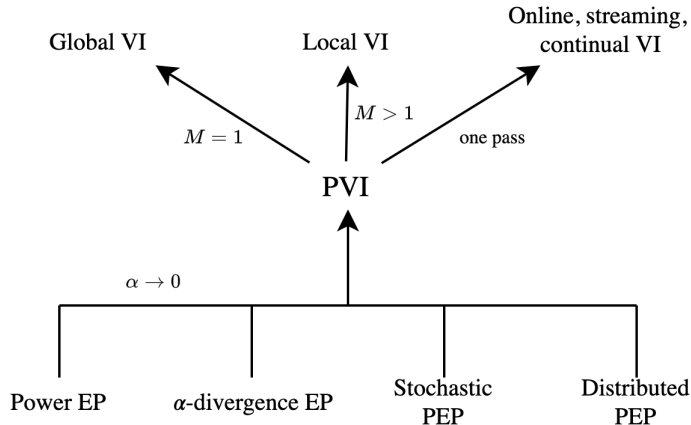 Global VI
Local VI
Online, streaming,
continual VI
M = 1
M > 1
one pass
PVI
α → 0
Power EP
α-divergence EP
Stochastic
PEP
Distributed
PEP